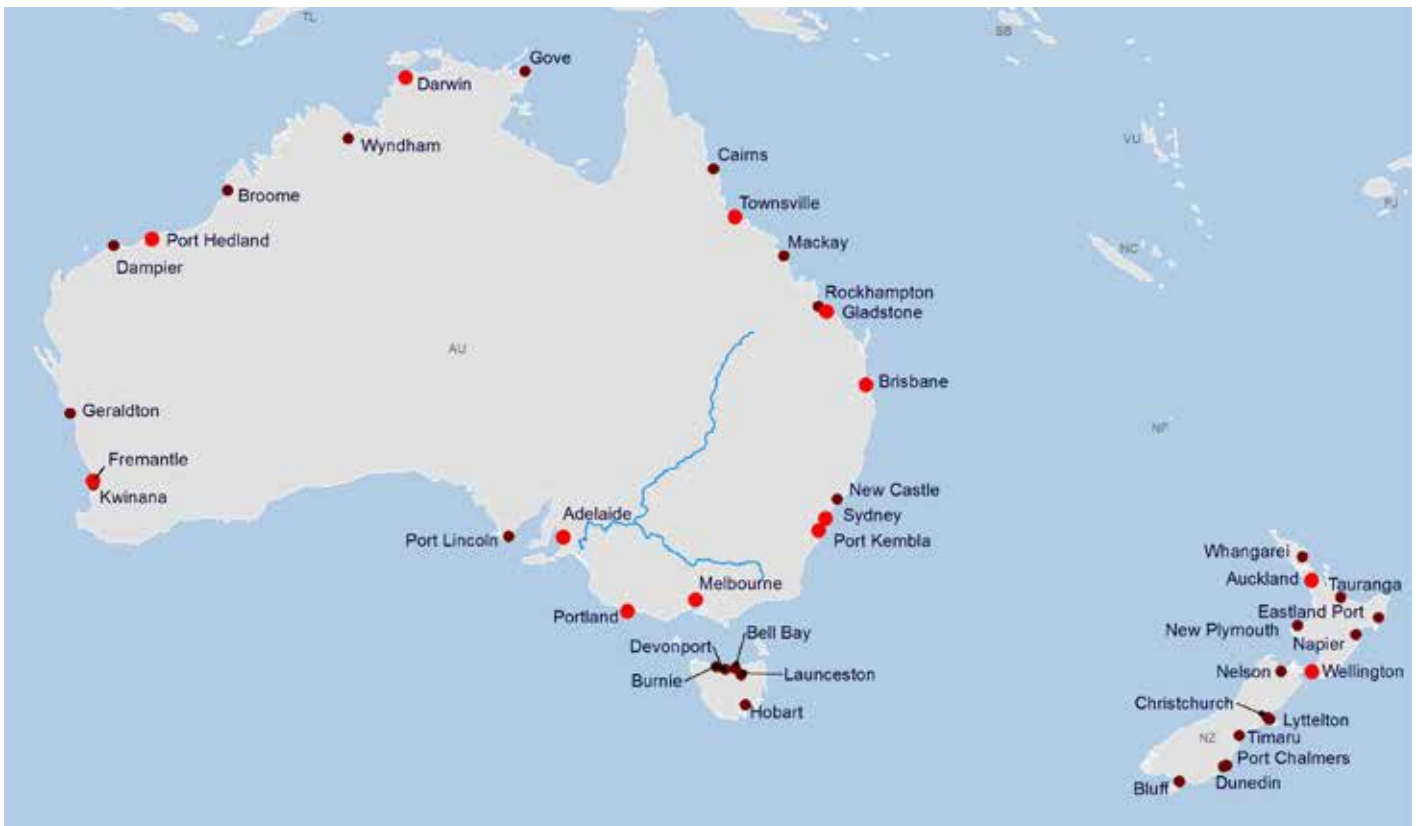 TL
SB
Gove
Darwin
Wyndham
VU
Cairns
Broome
FJ
Townsville
Port Hedland
Mackay
NC
Dampier
Rockhampton
Gladstone
AU
Brisbane
Geraldton
NF
Fremantle
Kwinana
New Castle
Adelaide
Sydney
Port Lincoln
Port Kembla
Whangarei
Auckland
Melbourne
Tauranga
Portland
Eastland Port
New Plymouth
Bell Bay
Devonport
Napier
Burnie
Launceston
Nelson
Wellington
Christchurch
Hobart
Lyttelton
NZ
Timaru
Port Chalmers
Dunedin
Bluff